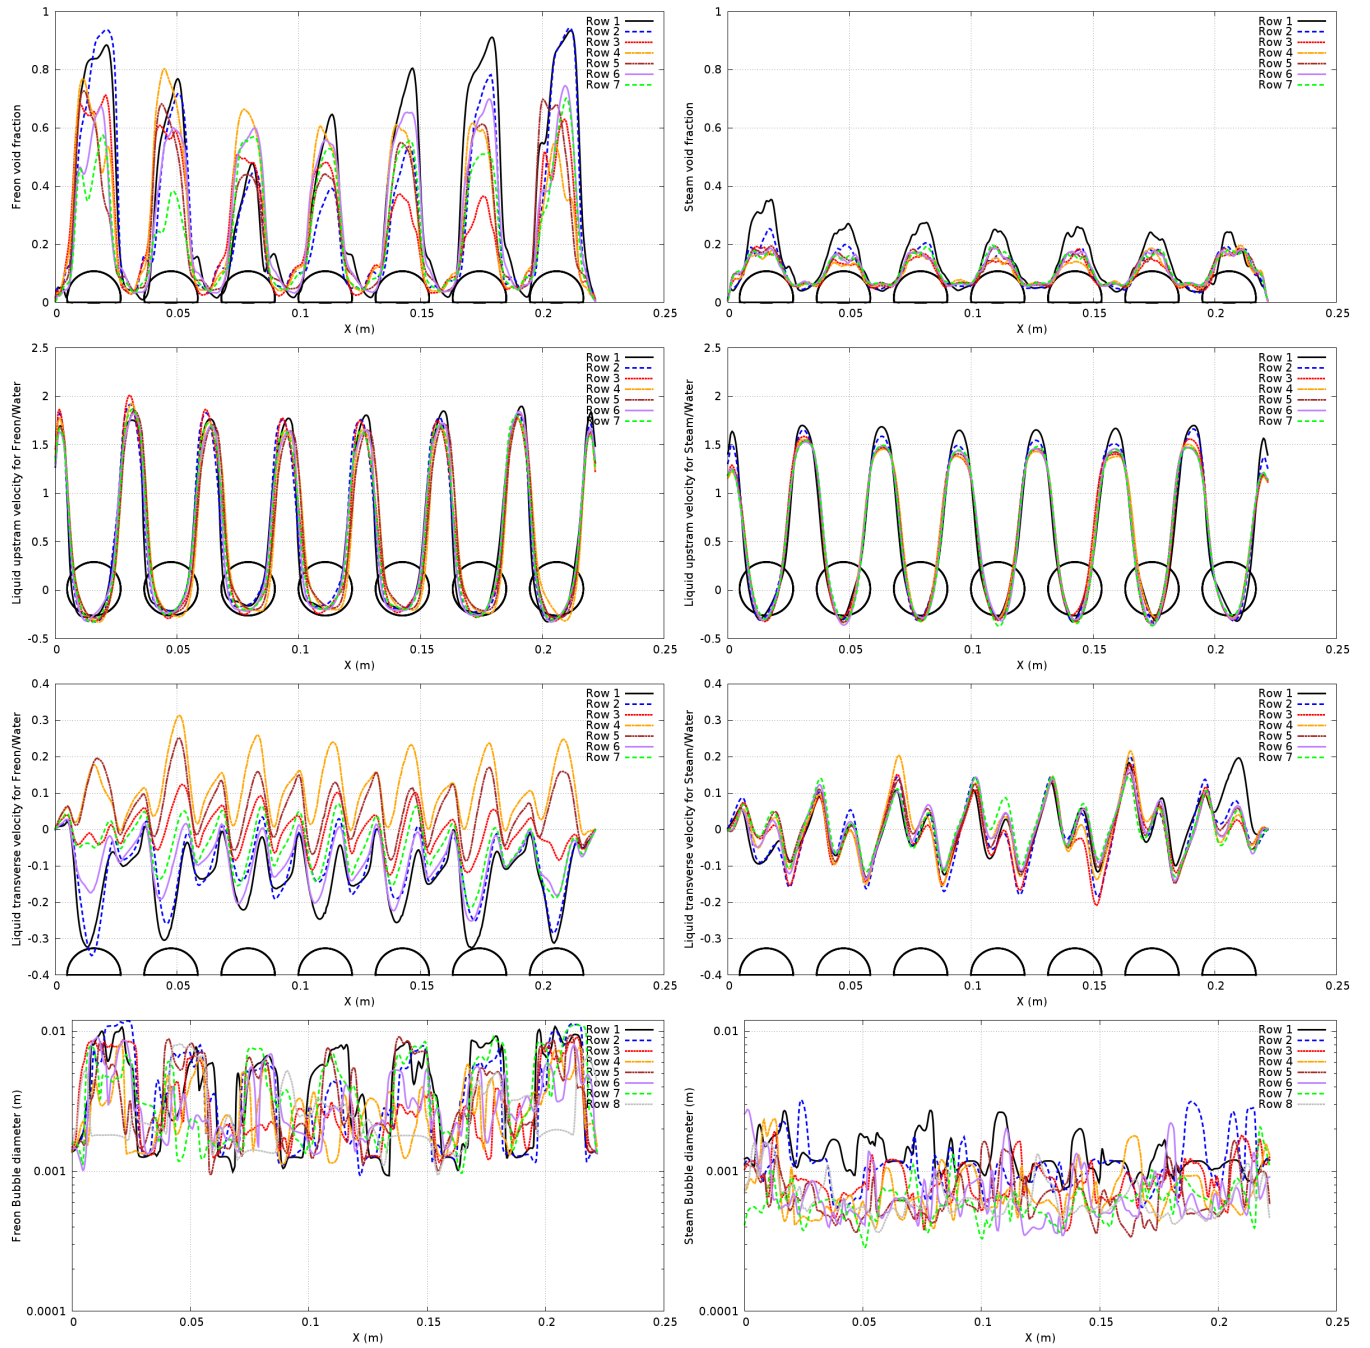 Freon void fraction
1
0.8
0.6
0.4
0.2
0
0 0.05 0.1 0.15 0.2 0.25
X (m)
Row 1
Row 2
Row 3
Row 4
Row 5
Row 6
Row 7
Steam void fraction
1
0.8
0.6
0.4
0.2
0
0 0.05 0.1 0.15 0.2 0.25
X (m)
Row 1
Row 2
Row 3
Row 4
Row 5
Row 6
Row 7
Liquid upstram velocity for Freon/Water
2.5
2
1.5
1
0.5
0
-0.5
0 0.05 0.1 0.15 0.2 0.25
X (m)
Row 1
Row 2
Row 3
Row 4
Row 5
Row 6
Row 7
Liquid upstram velocity for Steam/Water
2.5
2
1.5
1
0.5
0
-0.5
0 0.05 0.1 0.15 0.2 0.25
X (m)
Row 1
Row 2
Row 3
Row 4
Row 5
Row 6
Row 7
Liquid transverse velocity for Freon/Water
0.4
0.3
0.2
0.1
0
-0.1
-0.2
-0.3
-0.4
0 0.05 0.1 0.15 0.2 0.25
X (m)
Row 1
Row 2
Row 3
Row 4
Row 5
Row 6
Row 7
Liquid transverse velocity for Steam/Water
0.4
0.3
0.2
0.1
0
-0.1
-0.2
-0.3
-0.4
0 0.05 0.1 0.15 0.2 0.25
X (m)
Row 1
Row 2
Row 3
Row 4
Row 5
Row 6
Row 7
Freon Bubble diameter (m)
0.01
0.001
0.0001
0 0.05 0.1 0.15 0.2 0.25
X (m)
Row 1
Row 2
Row 3
Row 4
Row 5
Row 6
Row 7
Row 8
Steam Bubble diameter (m)
0.01
0.001
0.0001
0 0.05 0.1 0.15 0.2 0.25
X (m)
Row 1
Row 2
Row 3
Row 4
Row 5
Row 6
Row 7
Row 8